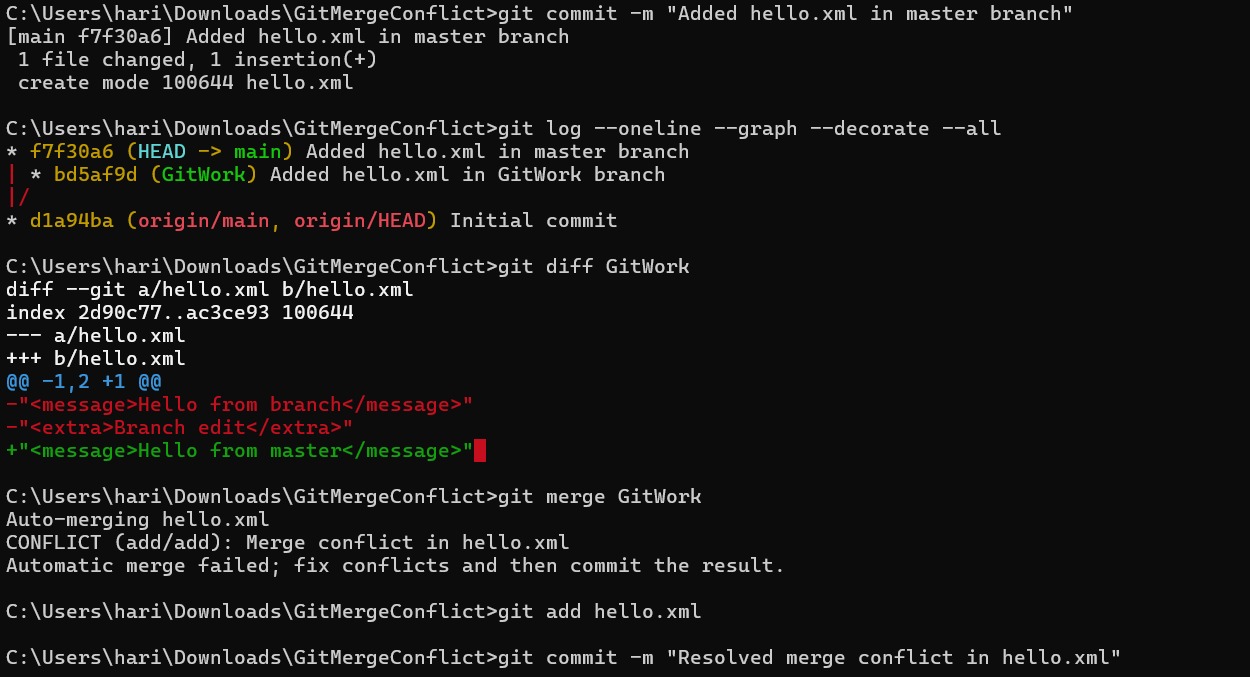 C:\Users\hari\Downloads\GitMergeConflict>git commit -m "Added hello.xml in master branch"
[main f7f30a6] Added hello.xml in master branch
 1 file changed, 1 insertion(+)
 create mode 100644 hello.xml
C:\Users\hari\Downloads\GitMergeConflict>git log --oneline --graph --decorate --all
* f7f30a6 (HEAD -> main) Added hello.xml in master branch
| * bd5af9d (GitWork) Added hello.xml in GitWork branch
|/
* d1a94ba (origin/main, origin/HEAD) Initial commit
C:\Users\hari\Downloads\GitMergeConflict>git diff GitWork
diff --git a/hello.xml b/hello.xml
index 2d90c77..ac3ce93 100644
--- a/hello.xml
+++ b/hello.xml
@@ -1,2 +1 @@
-"<message>Hello from branch</message>"
-"<extra>Branch edit</extra>"
+"<message>Hello from master</message>"
C:\Users\hari\Downloads\GitMergeConflict>git merge GitWork
Auto-merging hello.xml
CONFLICT (add/add): Merge conflict in hello.xml
Automatic merge failed; fix conflicts and then commit the result.
C:\Users\hari\Downloads\GitMergeConflict>git add hello.xml
C:\Users\hari\Downloads\GitMergeConflict>git commit -m "Resolved merge conflict in hello.xml"